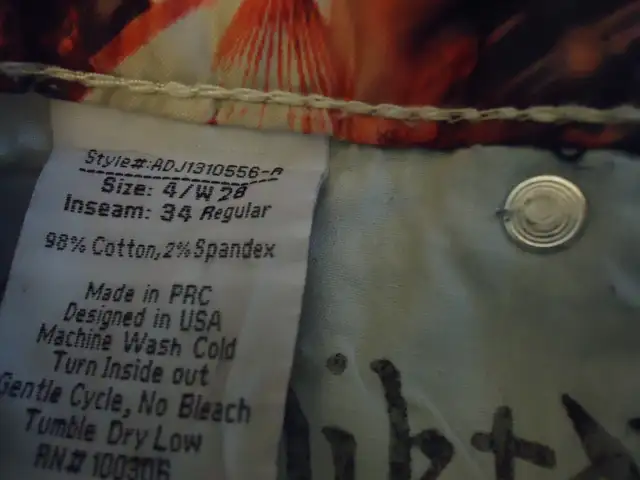 Style#: ADJ1310556-A
Size: 4/W 28
Inseam: 34 Regular
98% Cotton, 2% Spandex
Made in PRC
Designed in USA
Machine Wash Cold
Turn Inside out
Gentle Cycle, No Bleach
Tumble Dry Low
RN# 100306